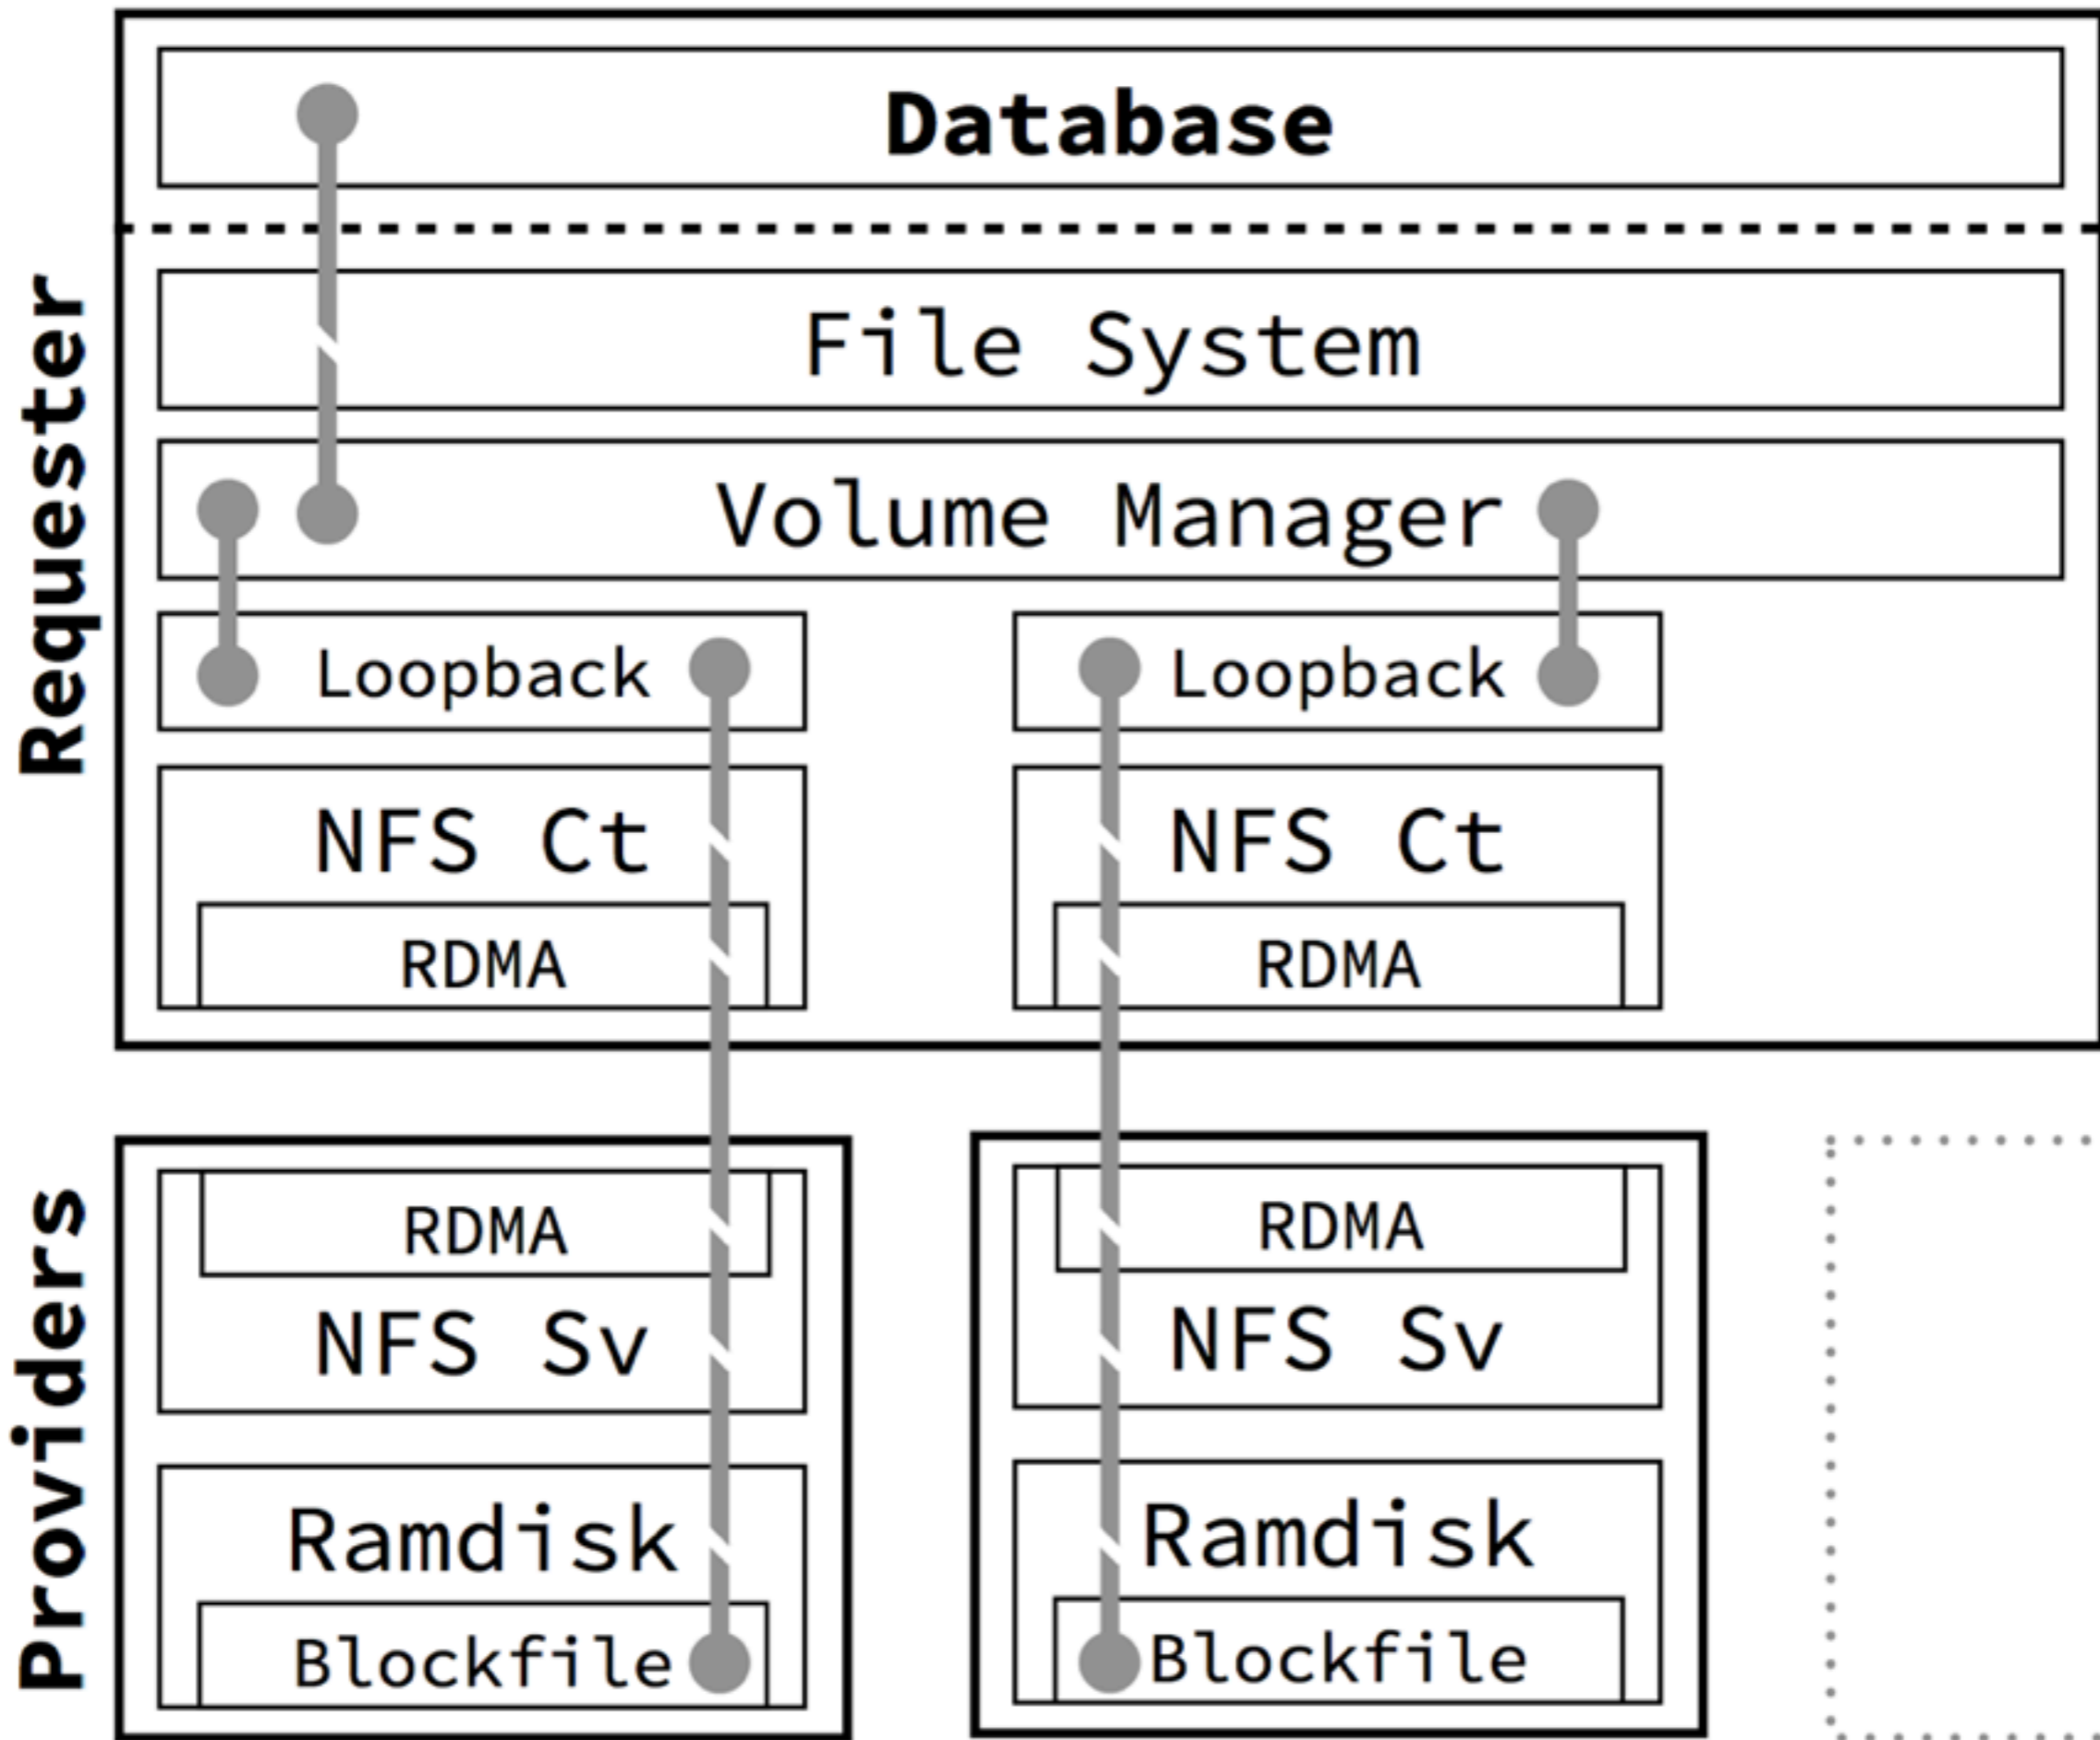 Requester
Database
File System
Volume Manager
Loopback
Loopback
NFS Ct
NFS Ct
RDMA
RDMA
Providers
RDMA
RDMA
NFS Sv
NFS Sv
Ramdisk
Ramdisk
Blockfile
Blockfile